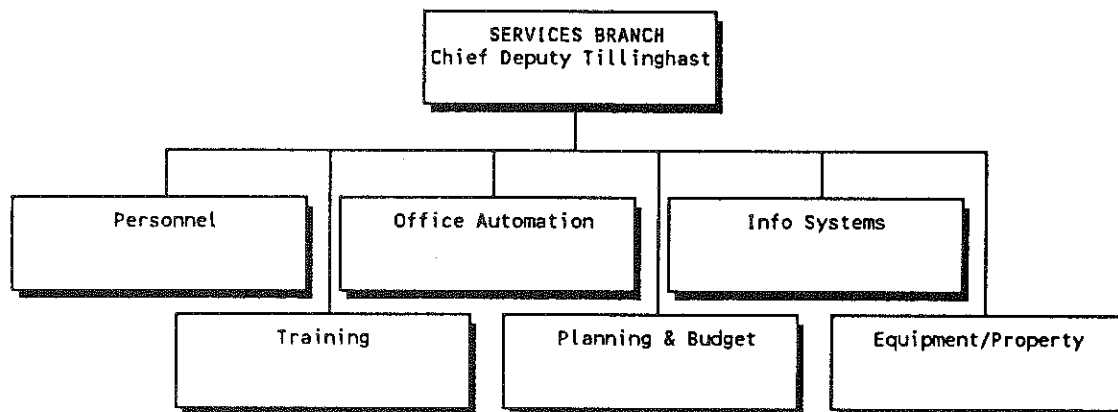 SERVICES BRANCH
Chief Deputy Tillinghast
Personnel
Office Automation
Info Systems
Training
Planning & Budget
Equipment/Property